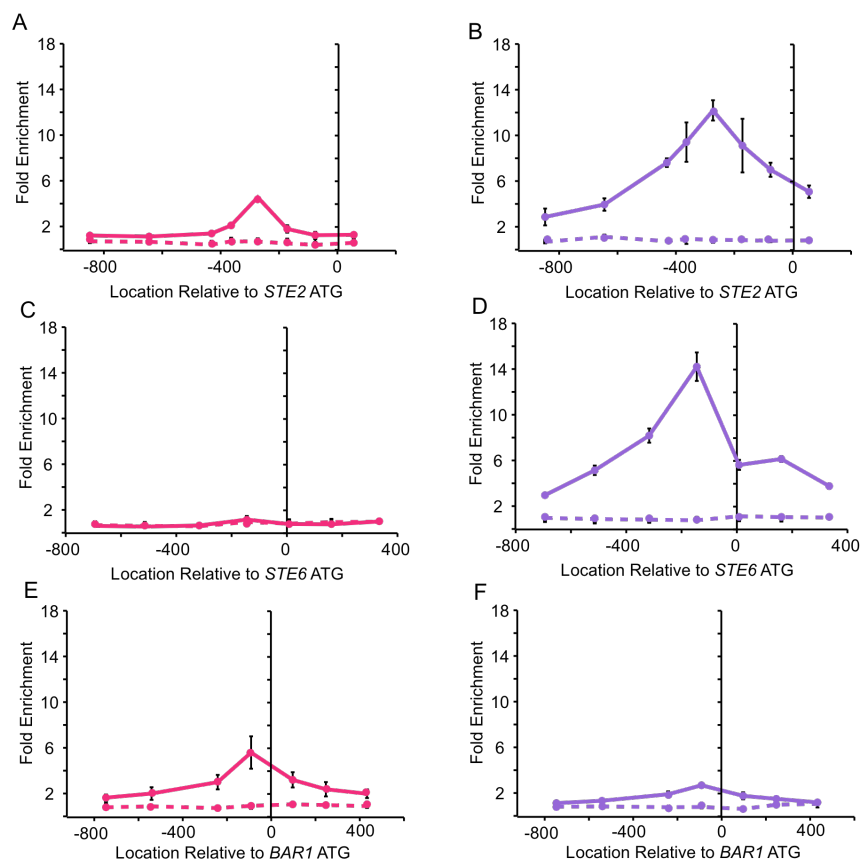 A
18
14
10
6
2
Fold Enrichment
-800
-400
0
Location Relative to STE2 ATG
B
18
14
10
6
2
Fold Enrichment
-800
-400
0
Location Relative to STE2 ATG
C
18
14
10
6
2
Fold Enrichment
-800
-400
0
400
Location Relative to STE6 ATG
D
18
14
10
6
2
Fold Enrichment
-800
-400
0
400
Location Relative to STE6 ATG
E
18
14
10
6
2
Fold Enrichment
-800
-400
0
400
Location Relative to BAR1 ATG
F
18
14
10
6
2
Fold Enrichment
-800
-400
0
400
Location Relative to BAR1 ATG